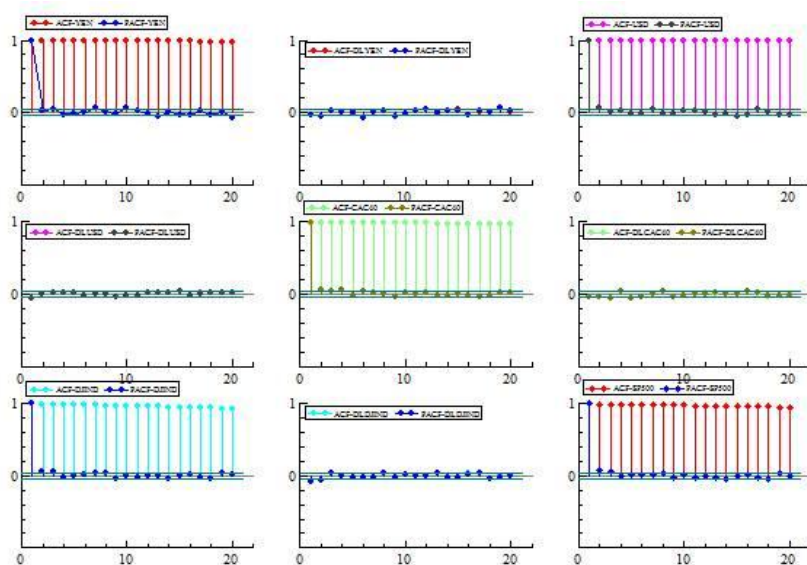 ACF-YEN PACF-YEN
1
0
0 10 20
ACF-DLYEN PACF-DLYEN
1
0
0 10 20
ACF-USD PACF-USD
1
0
0 10 20
ACF-DLUSD PACF-DLUSD
1
0
0 10 20
ACF-CAC40 PACF-CAC40
1
0
0 10 20
ACF-DLCAC40 PACF-DLCAC40
1
0
0 10 20
ACF-DJIND PACF-DJIND
1
0
0 10 20
ACF-DLDJIND PACF-DLDJIND
1
0
0 10 20
ACF-SP500 PACF-SP500
1
0
0 10 20